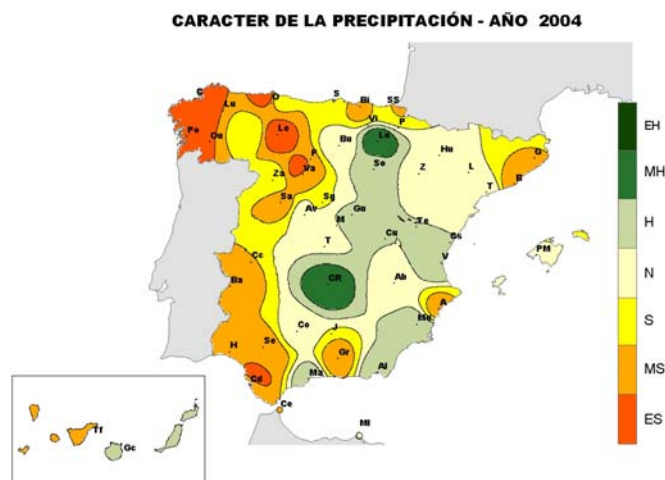 CARACTER DE LA PRECIPITACIÓN - AÑO 2004
C
Lu
O
S
Bi
SS
Po
Ou
Le
Vi
P
P
Bu
Lo
Hu
Va
So
Z
L
G
Za
B
Sa
Sg
T
Av
M
Gu
Te
T
Cu
Cs
PM
Cc
V
Ba
CR
Ab
A
Mu
Co
J
H
Se
Gr
Al
Ma
Cd
Ce
Ml
Tf
Gc
EH
MH
H
N
S
MS
ES